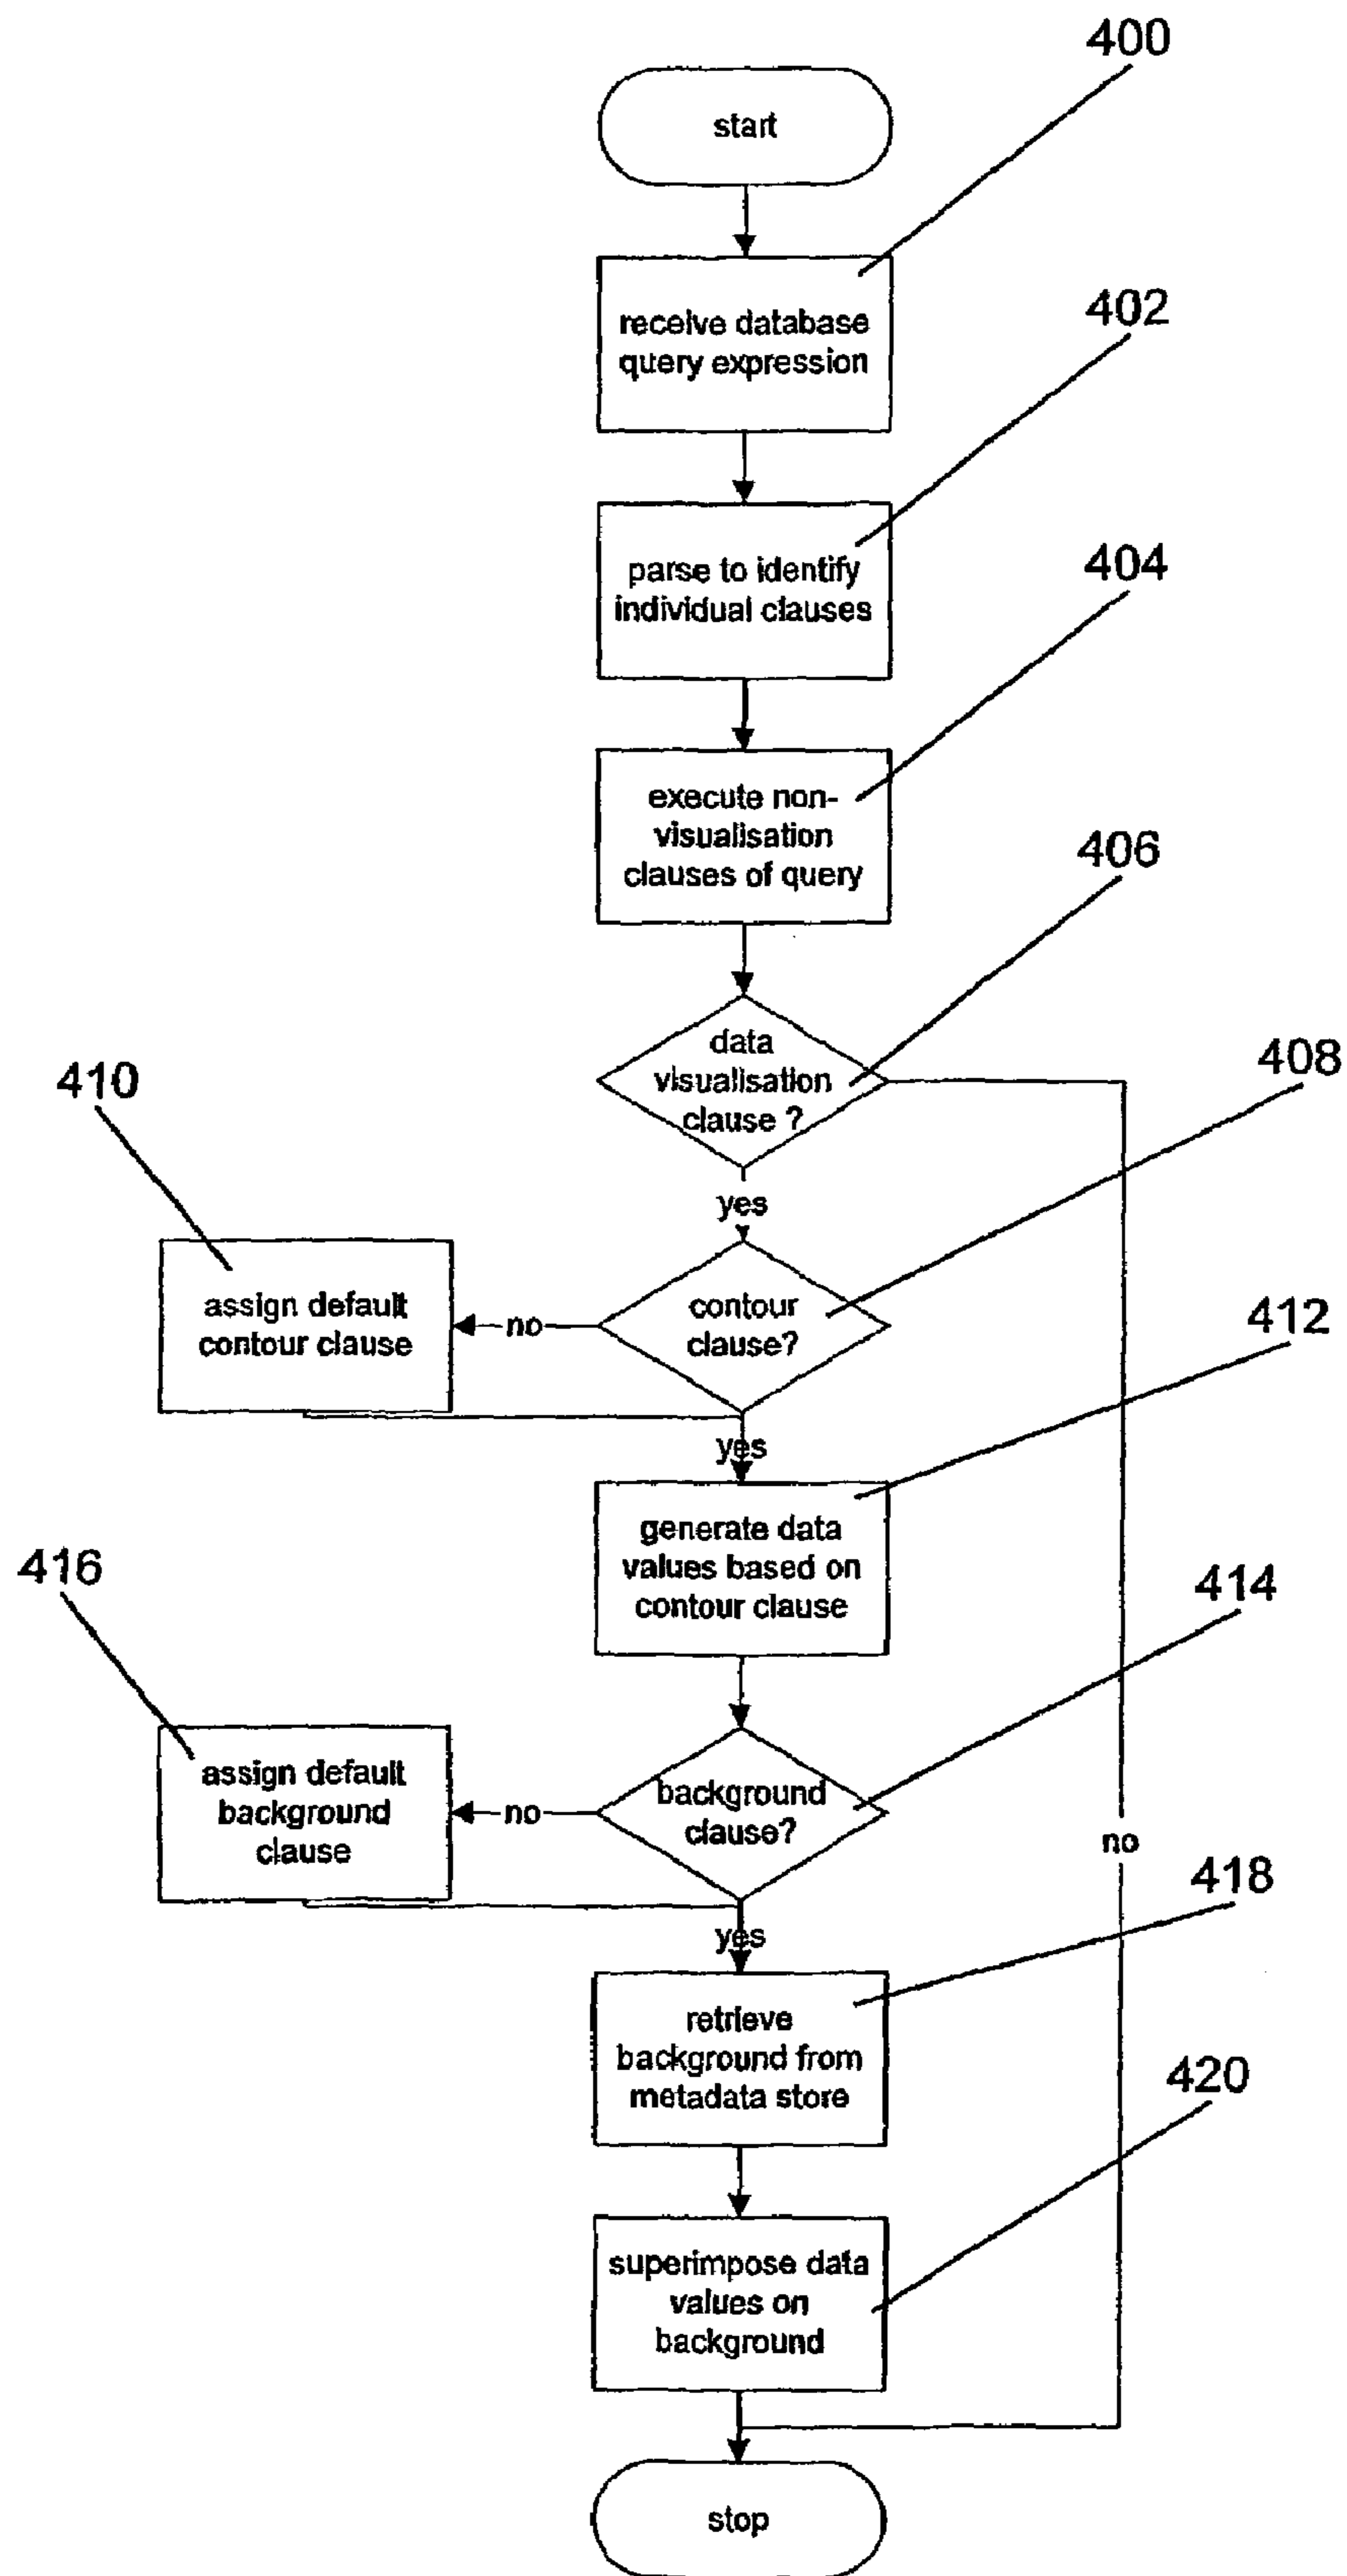 400
start
receive database
query expression
402
parse to identify
individual clauses
404
execute non-
visualisation
clauses of query
406
data
visualisation
clause ?
408
410
yes
assign default
contour clause
no
contour
clause?
412
yes
generate data
values based on
contour clause
414
416
assign default
background
clause
no
background
clause?
no
418
yes
retrieve
background from
metadata store
420
superimpose data
values on
background
stop